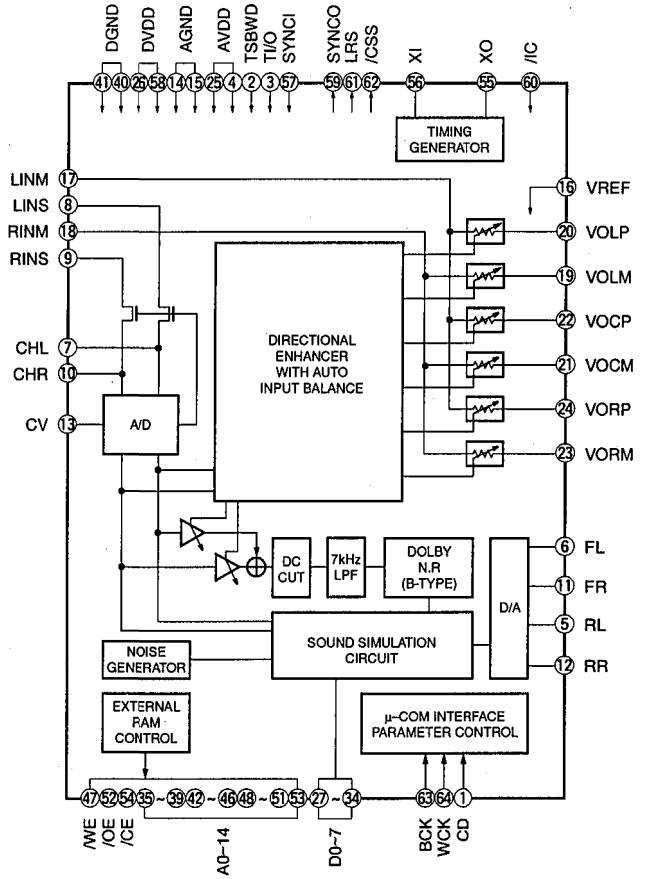 DGND DVDD AGND AVDD TSBWD TI/O SYNCI SYNCO LRS /CSS XI XO /IC
41 40 26 58 14 15 25 4 2 3 57 59 61 62 56 55 60
TIMING
GENERATOR
LINM 17
LINS 8
RINM 18
RINS 9
CHL 7
CHR 10
CV 13
A/D
DIRECTIONAL
ENHANCER
WITH AUTO
INPUT BALANCE
16 VREF
20 VOLP
19 VOLM
22 VOCP
21 VOCM
24 VORP
23 VORM
DC
CUT
7kHz
LPF
DOLBY
N.R
(B-TYPE)
D/A
6 FL
11 FR
5 RL
12 RR
SOUND SIMULATION
CIRCUIT
NOISE
GENERATOR
EXTERNAL
RAM
CONTROL
μ-COM INTERFACE
PARAMETER CONTROL
47 52 54 35 ~ 39 42 ~ 46 48 ~ 51 53 27 ~ 34 63 64 1
/WE /OE /CE A0~14 D0~7 BCK WCK CD